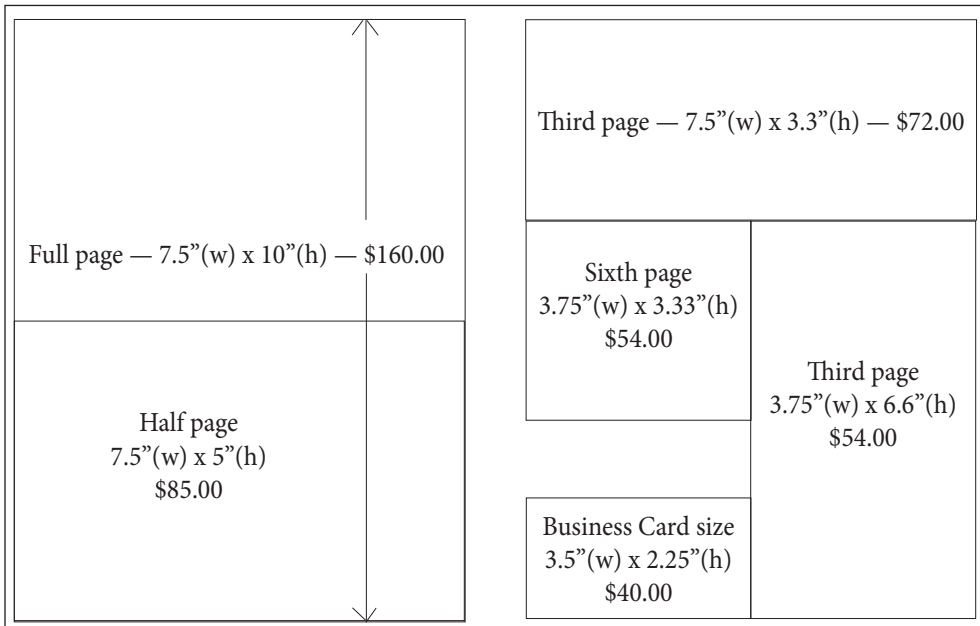 Full page — 7.5”(w) x 10”(h) — $160.00
Half page
7.5”(w) x 5”(h)
$85.00
Third page — 7.5”(w) x 3.3”(h) — $72.00
Sixth page
3.75”(w) x 3.33”(h)
$54.00
Third page
3.75”(w) x 6.6”(h)
$54.00
Business Card size
3.5”(w) x 2.25”(h)
$40.00